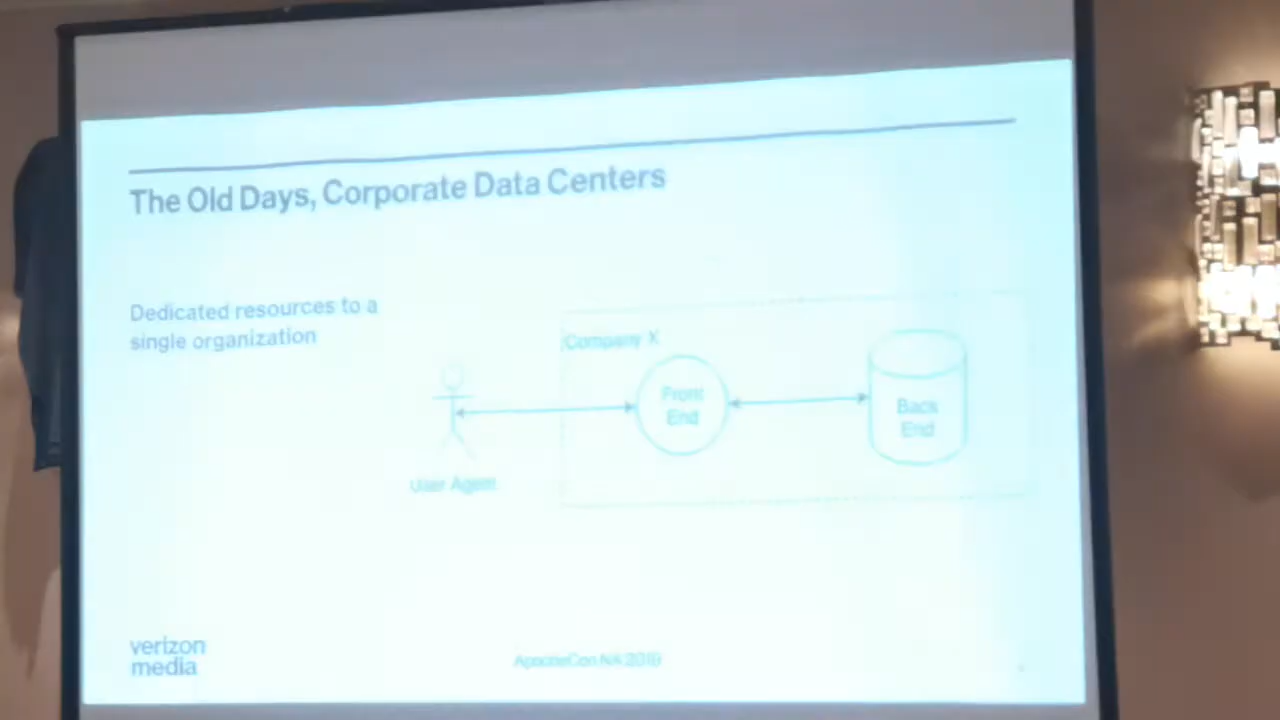 The Old Days, Corporate Data Centers
Dedicated resources to a
single organization
Company X
Front
End
Back
End
User Agent
verizon
media
ApacheCon NA 2019